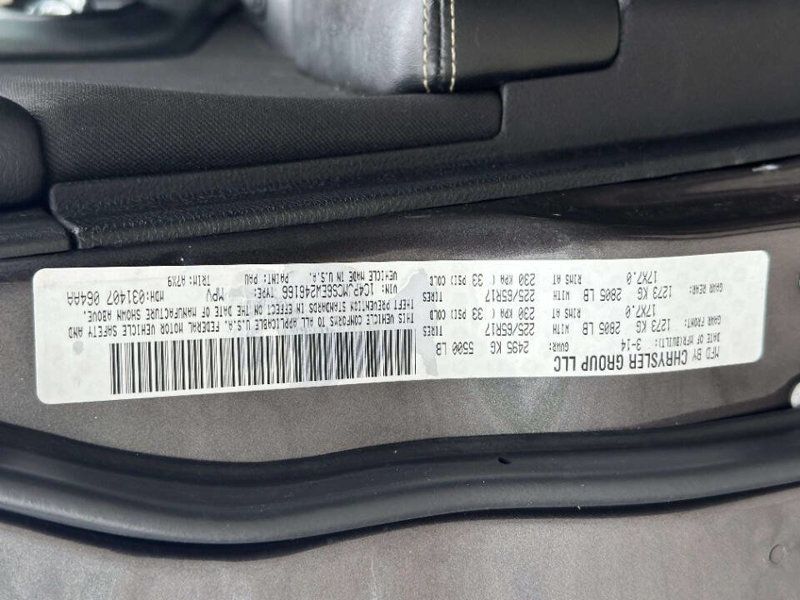 MFD BY CHRYSLER GROUP LLC
DATE OF MFR(BUILT): 3-14 GVWR: 2495 KG 5500 LB
GAWR FRONT: 1273 KG 2805 LB WITH 225/65R17 TIRES
17X7.0 RIMS AT 230 KPA ( 33 PSI) COLD
GAWR REAR: 1273 KG 2805 LB WITH 225/65R17 TIRES
17X7.0 RIMS AT 230 KPA ( 33 PSI) COLD
THIS VEHICLE CONFORMS TO ALL APPLICABLE U.S.A. FEDERAL MOTOR VEHICLE SAFETY AND
THEFT PREVENTION STANDARDS IN EFFECT ON DATE OF MANUFACTURE SHOWN ABOVE.
VIN: 1C4PJMCS6EW246166 TYPE: MPV MDH:031407 064AA
VEHICLE MADE IN U.S.A. PAINT: PAU TRIM:A7X9